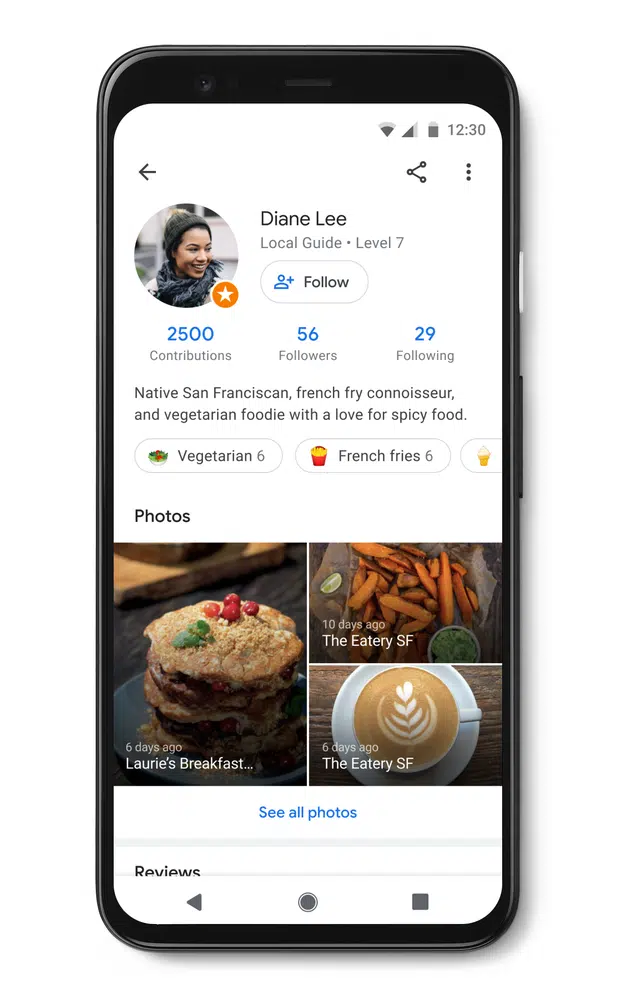 12:30
Diane Lee
Local Guide • Level 7
Follow
2500
56
29
Contributions
Followers
Following
Native San Franciscan, french fry connoisseur,
and vegetarian foodie with a love for spicy food.
Vegetarian 6
French fries 6
Photos
10 days ago
The Eatery SF
6 days ago
Laurie's Breakfast...
6 days ago
The Eatery SF
See all photos
Reviews